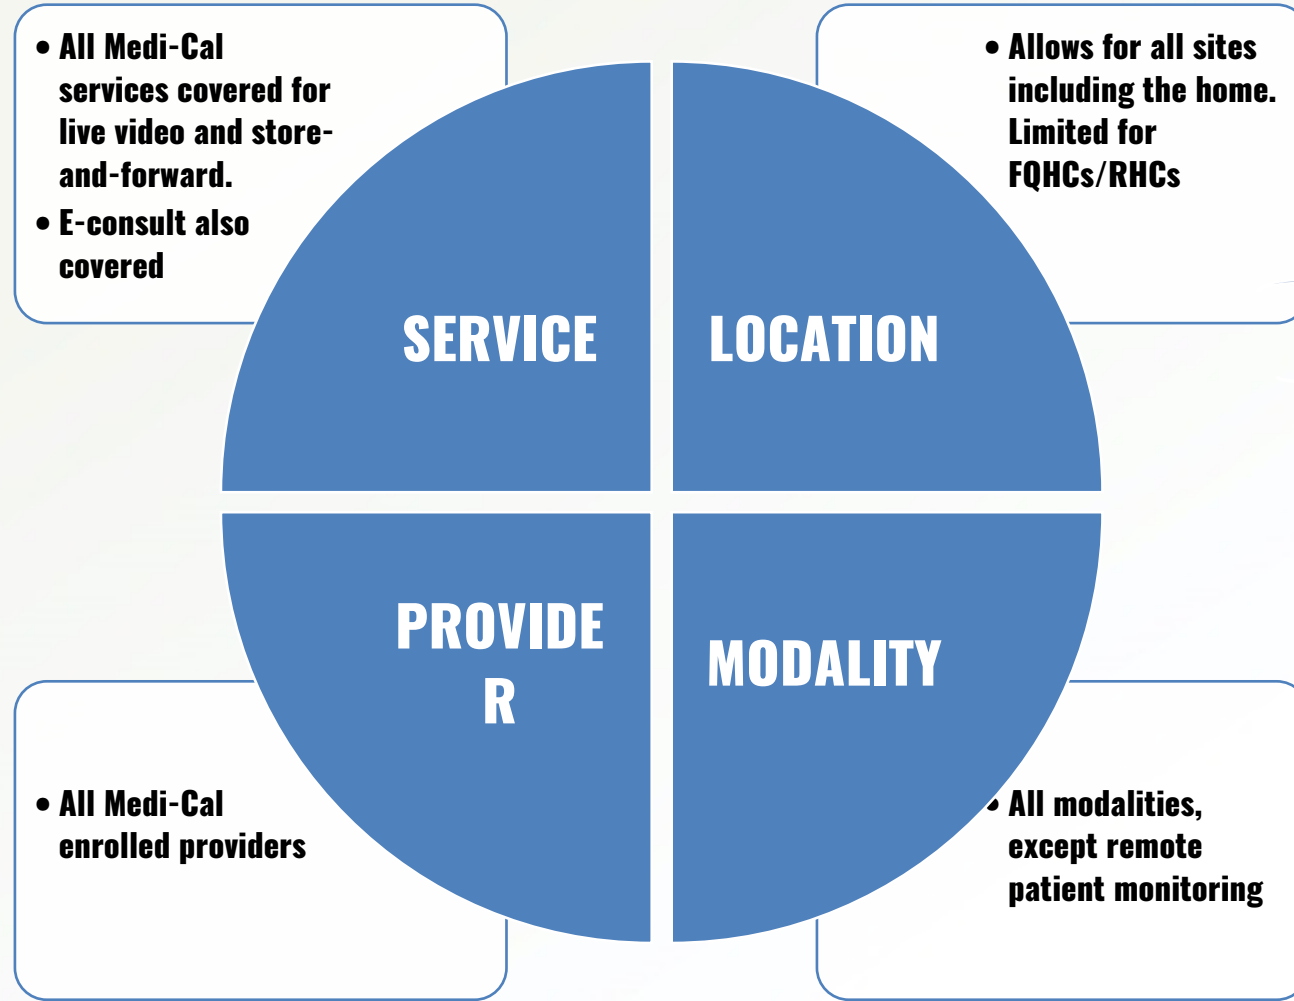 • All Medi-Cal
services covered for
live video and store-
and-forward.
• E-consult also
covered
• Allows for all sites
including the home.
Limited for
FQHCs/RHCs
SERVICE
LOCATION
PROVIDE
R
MODALITY
• All Medi-Cal
enrolled providers
• All modalities,
except remote
patient monitoring